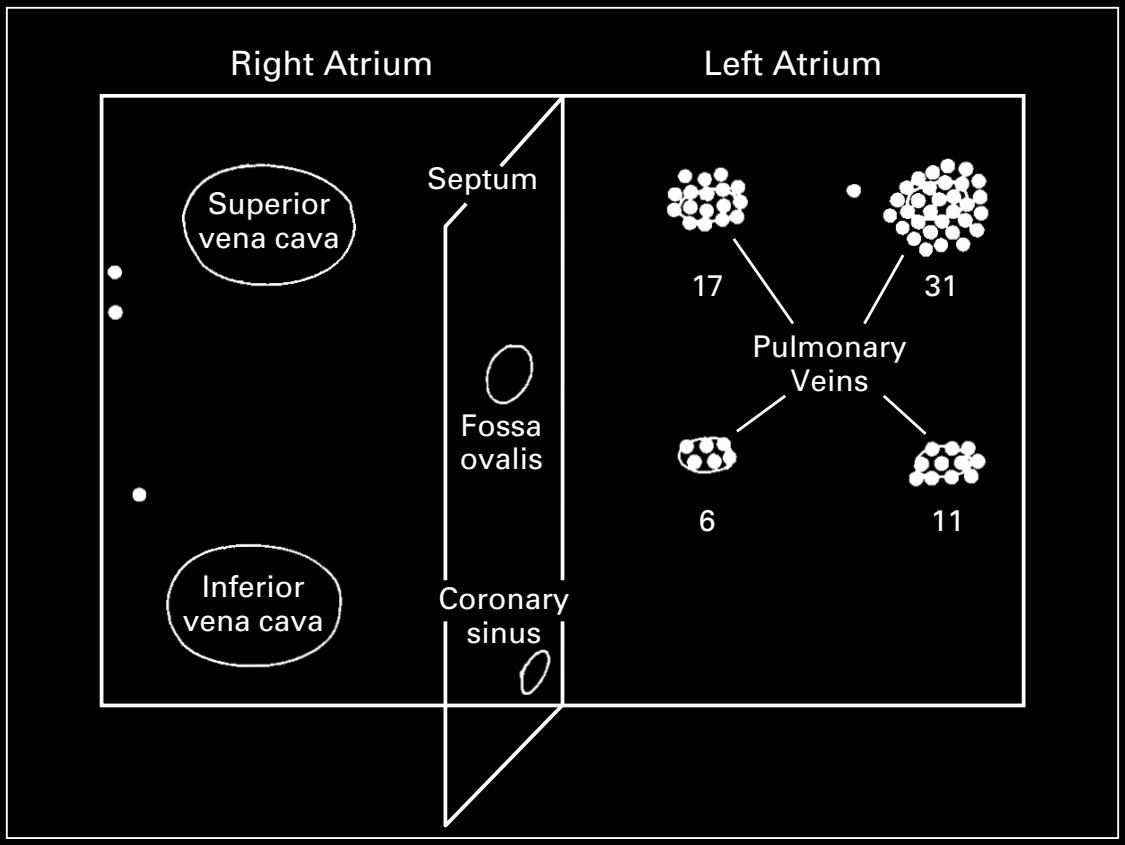 Right Atrium
Left Atrium
Septum
Superior
vena cava
17
31
Pulmonary
Veins
Fossa
ovalis
6
11
Inferior
vena cava
Coronary
sinus